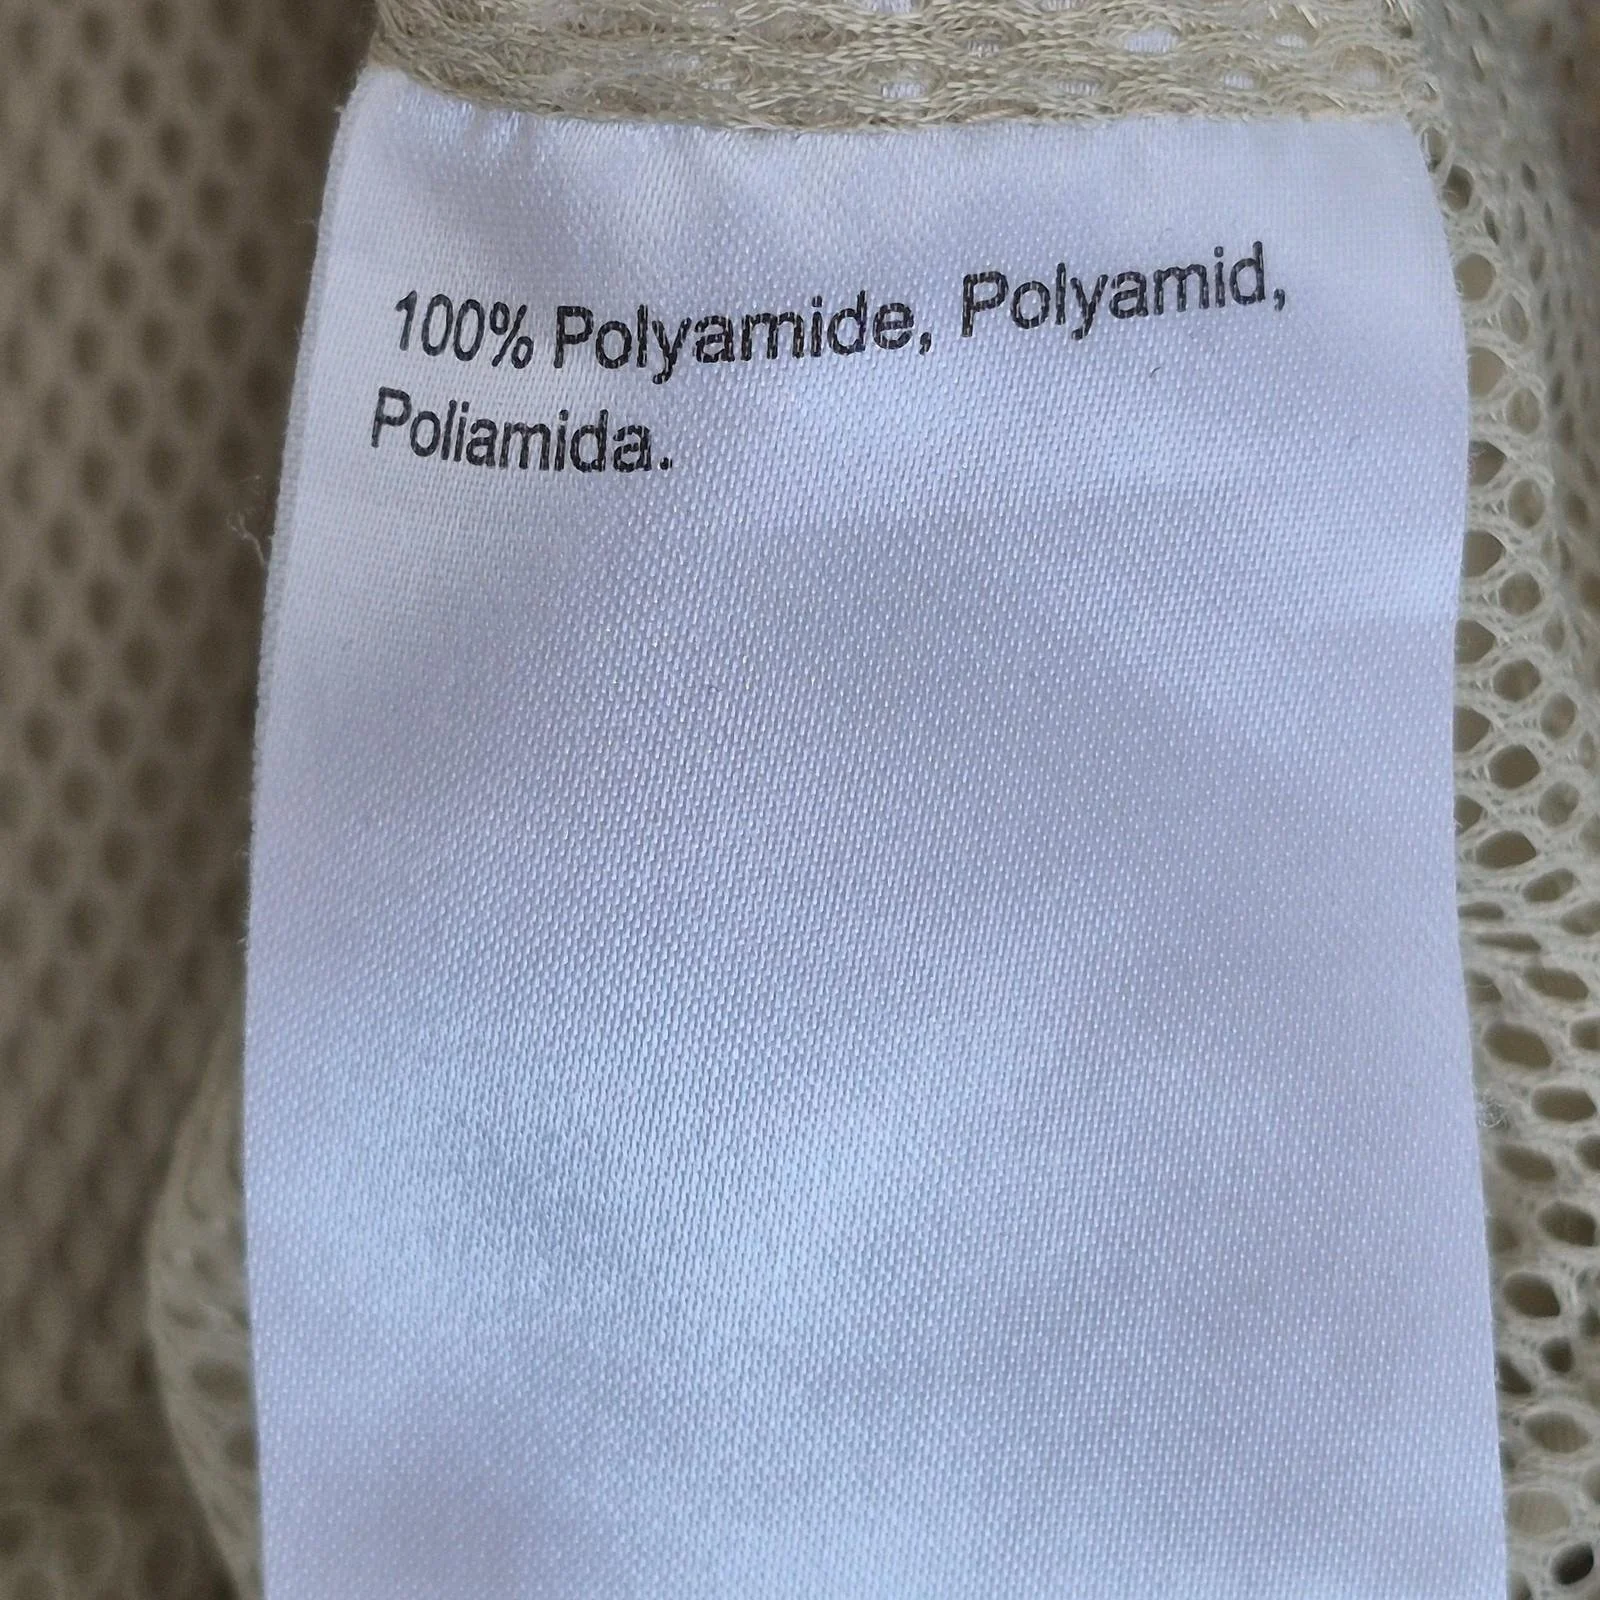 100% Polyamide, Polyamid,
Poliamida.